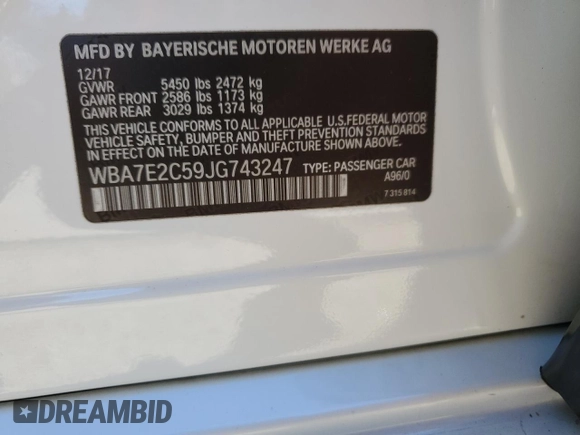 MFD BY BAYERISCHE MOTOREN WERKE AG
12/17
GVWR 5450 lbs 2472 kg
GAWR FRONT 2586 lbs 1173 kg
GAWR REAR 3029 lbs 1374 kg
THIS VEHICLE CONFORMS TO ALL APPLICABLE U.S.FEDERAL MOTOR
VEHICLE SAFETY, BUMPER AND THEFT PREVENTION STANDARDS
IN EFFECT ON THE DATE OF MANUFACTURE SHOWN ABOVE.
WBA7E2C59JG743247 TYPE: PASSENGER CAR
A96/0
7 315 814
DREAMBID